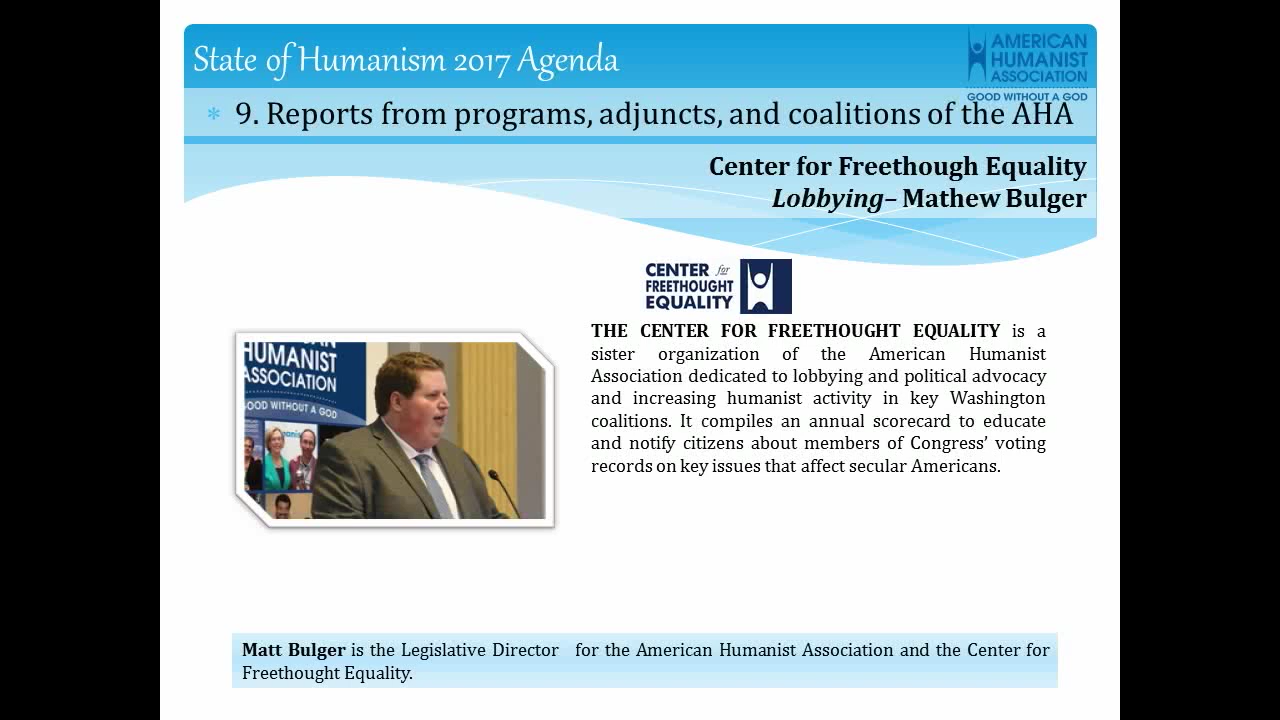 State of Humanism 2017 Agenda
AMERICAN
HUMANIST
ASSOCIATION
GOOD WITHOUT A GOD
* 9. Reports from programs, adjuncts, and coalitions of the AHA
Center for Freethough Equality
Lobbying– Mathew Bulger
CENTER for
FREETHOUGHT
EQUALITY
THE CENTER FOR FREETHOUGHT EQUALITY is a
sister organization of the American Humanist
Association dedicated to lobbying and political advocacy
and increasing humanist activity in key Washington
coalitions. It compiles an annual scorecard to educate
and notify citizens about members of Congress’ voting
records on key issues that affect secular Americans.
HUMANIST
ASSOCIATION
GOOD WITHOUT A GOD
Matt Bulger is the Legislative Director for the American Humanist Association and the Center for
Freethought Equality.